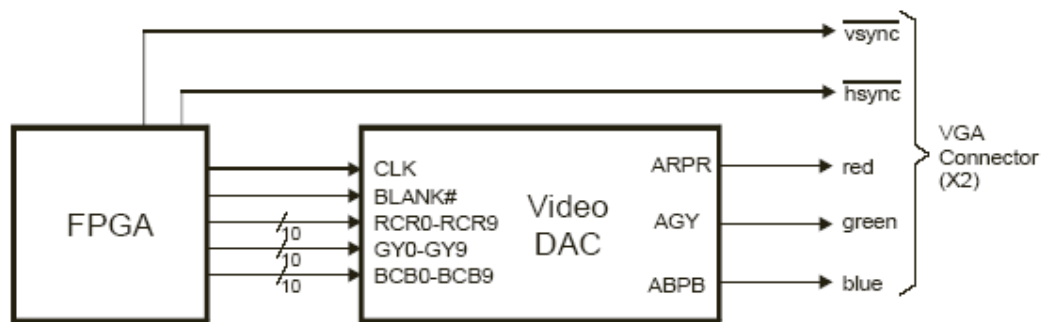 vsync
hsync
FPGA
CLK
BLANK#
RCR0-RCR9
GY0-GY9
BCB0-BCB9
10
10
10
Video
DAC
ARPR
AGY
ABPB
red
green
blue
VGA
Connector
(X2)